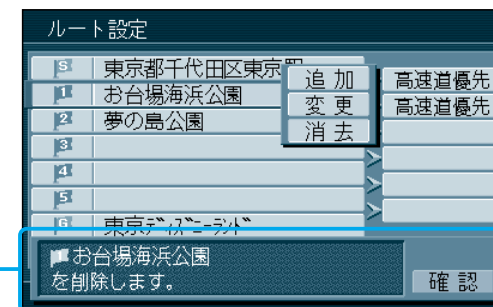 ルート設定
S 東京都千代田区東京
1 お台場海浜公園
2 夢の島公園
3
4
5
G 東京ディズニーランド
追加
変更
消去
高速道優先
高速道優先
お台場海浜公園
を削除します。
確認